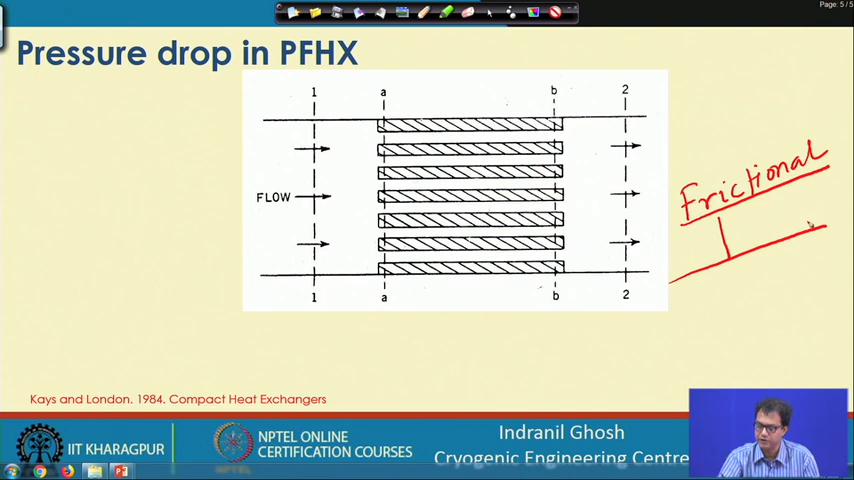 Page: 5 / 5
Pressure drop in PFHX
1 a b 2
FLOW
1 a b 2
Frictional
Kays and London. 1984. Compact Heat Exchangers
IIT KHARAGPUR
NPTEL ONLINE
CERTIFICATION COURSES
Indranil Ghosh
Cryogenic Engineering Centre